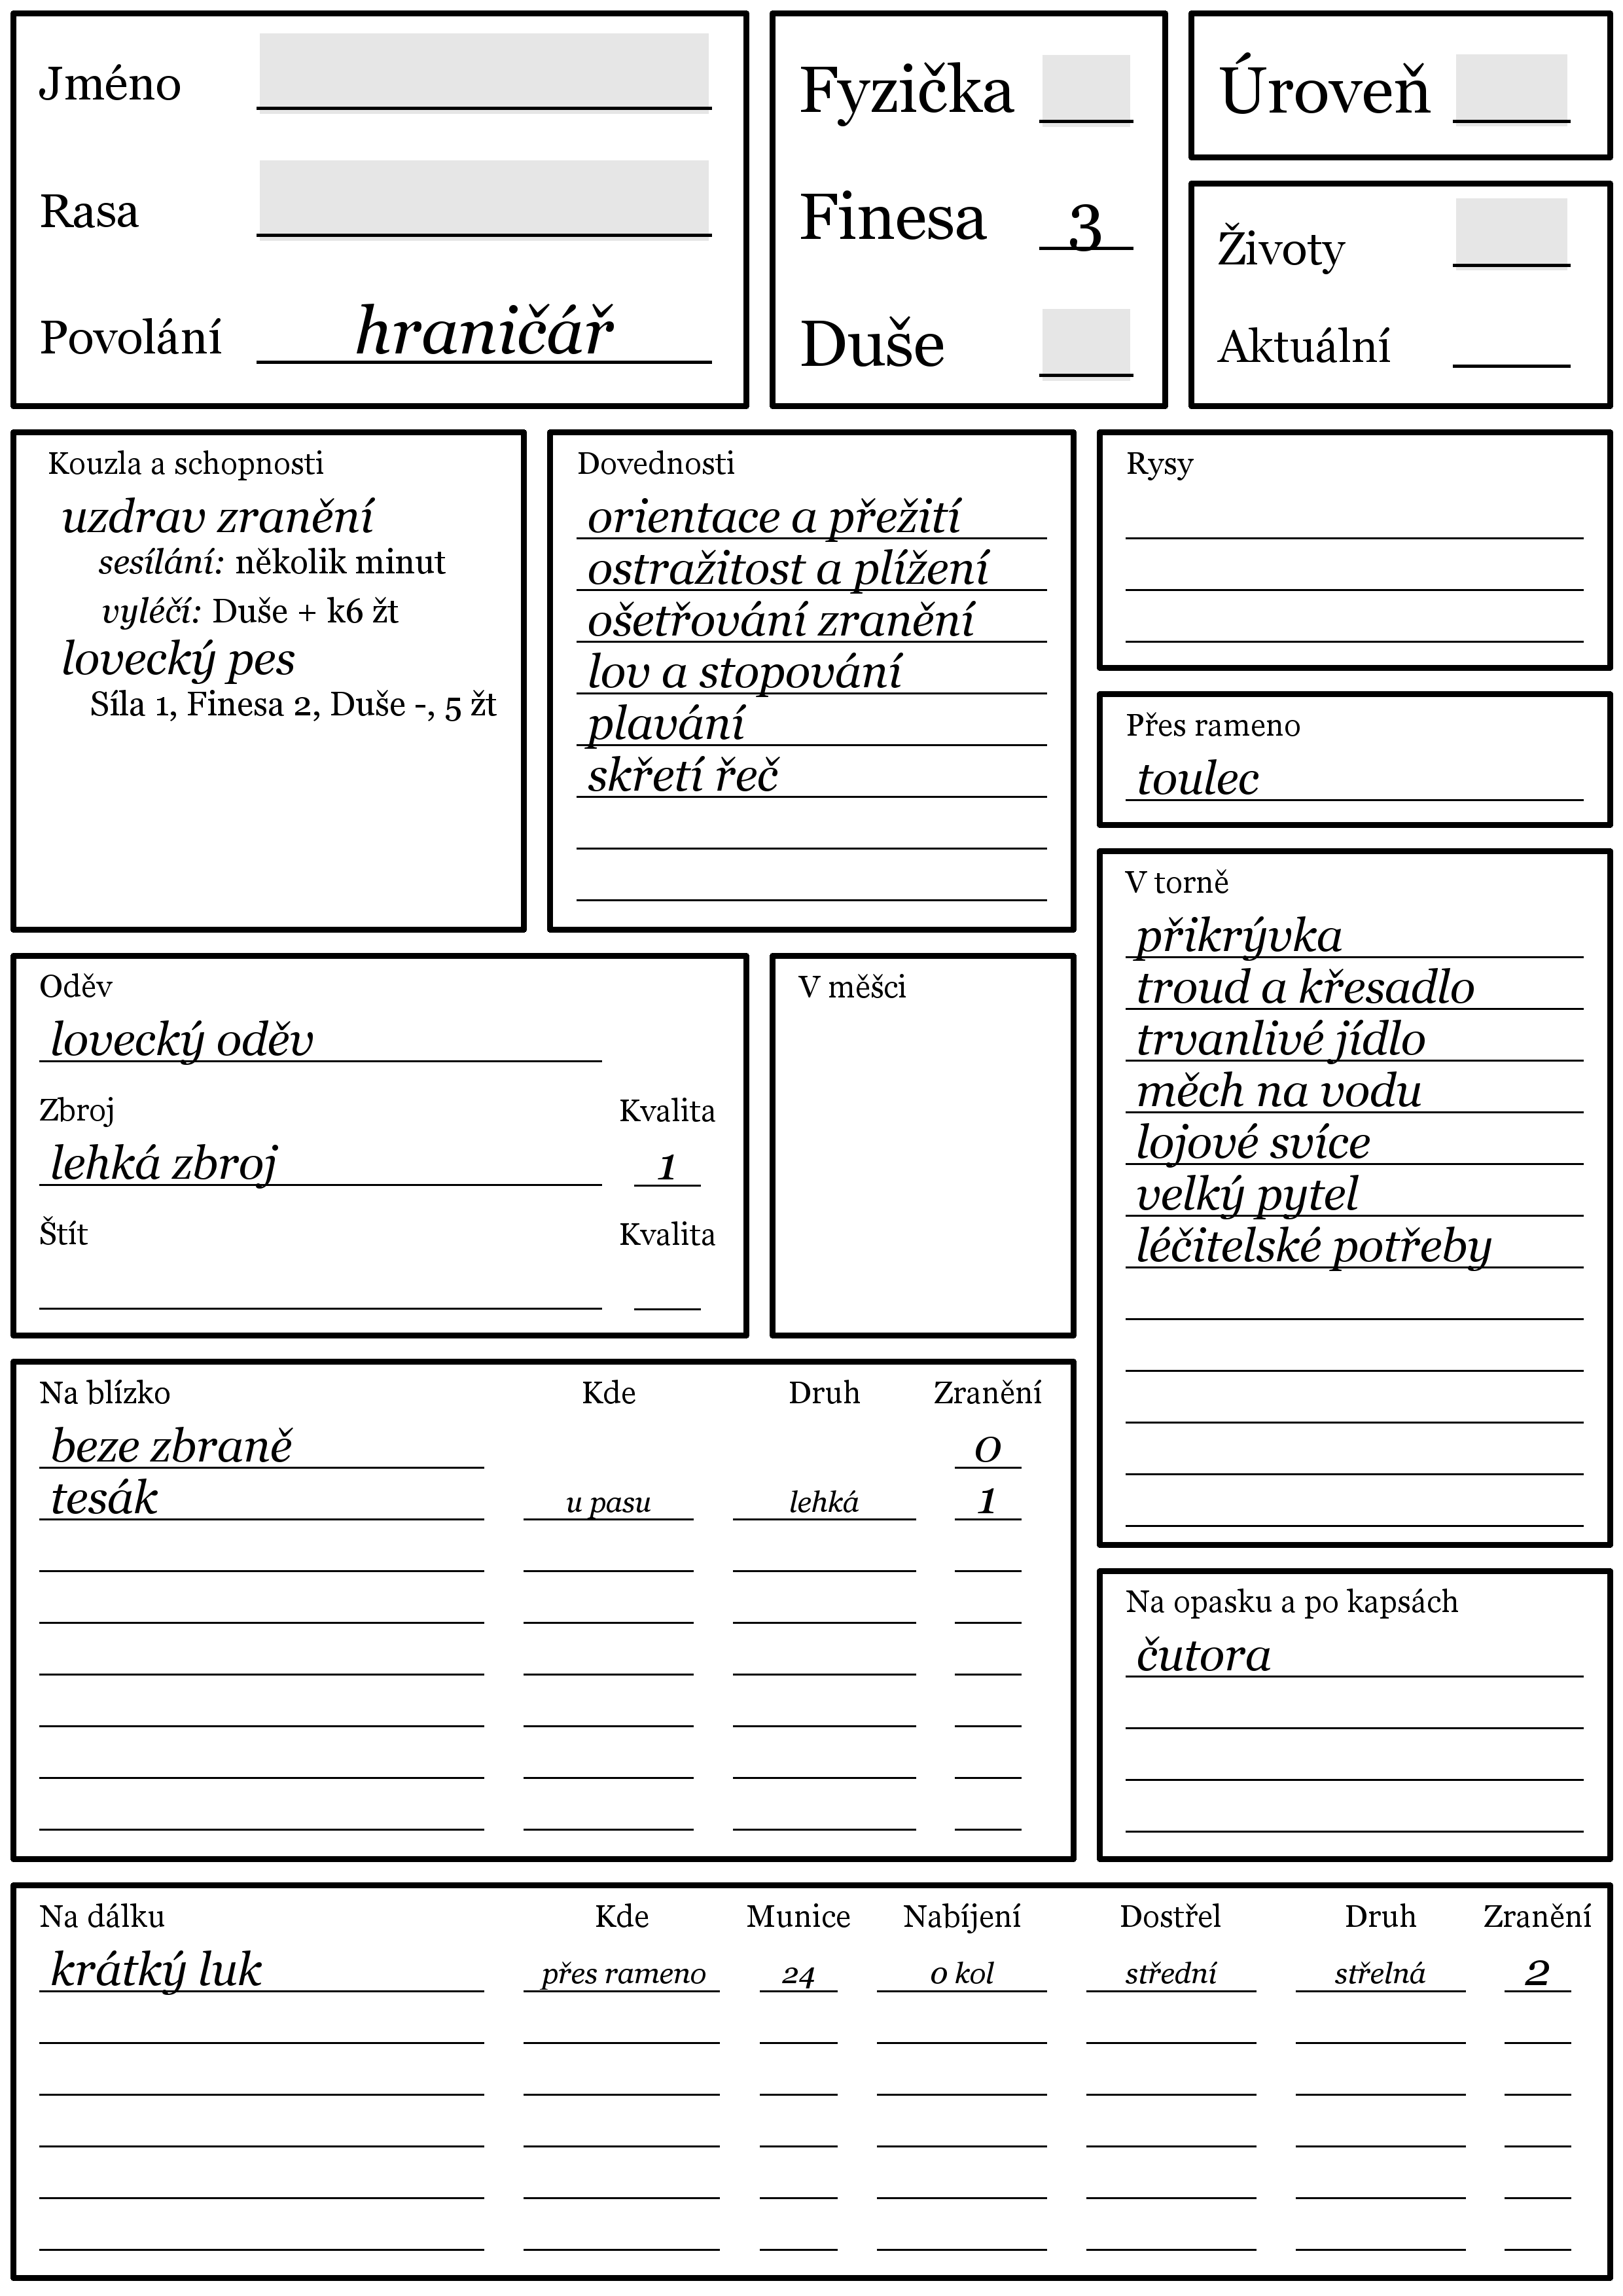 Jméno
Rasa
Povolání hraničář
Fyzička
Finesa 3
Duše
Úroveň
Životy
Aktuální
Kouzla a schopnosti
uzdrav zranění
sesílání: několik minut
vyléčí: Duše + k6 žt
lovecký pes
Síla 1, Finesa 2, Duše -, 5 žt
Dovednosti
orientace a přežití
ostražitost a plížení
ošetřování zranění
lov a stopování
plavání
skřetí řeč
Rysy
Přes rameno
toulec
V torně
přikrývka
troud a křesadlo
trvanlivé jídlo
měch na vodu
lojové svíce
velký pytel
léčitelské potřeby
Oděv
lovecký oděv
Zbroj Kvalita
lehká zbroj 1
Štít Kvalita
V měšci
Na blízko Kde Druh Zranění
beze zbraně 0
tesák u pasu lehká 1
Na opasku a po kapsách
čutora
Na dálku Kde Munice Nabíjení Dostřel Druh Zranění
krátký luk přes rameno 24 0 kol střední střelná 2